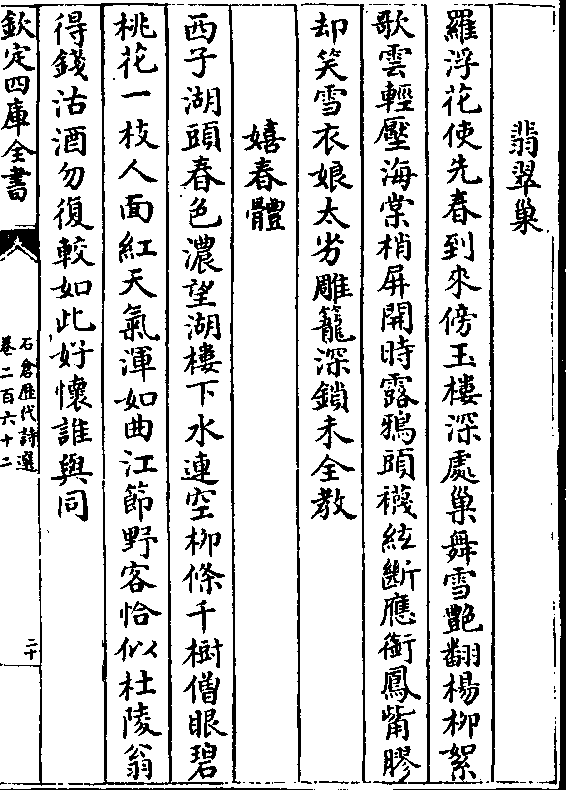 翡翠巢
羅浮花使先春到來傍玉樓深處巢舞雪艷翻楊柳絮
歌雲輕壓海棠梢屏開時露鴉頭襪絃斷應銜鳳觜膠
却笑雪衣娘太劣雕籠深鎖未全教
嬉春體
西子湖頭春色濃望湖樓下水連空柳條千樹僧眼碧
桃花一枝人面紅天氣渾如曲江節野客恰似杜陵翁
得錢沽酒勿復較如此好懷誰與同
欽定四庫全書
石倉歷代詩選
卷二百六十二
二十